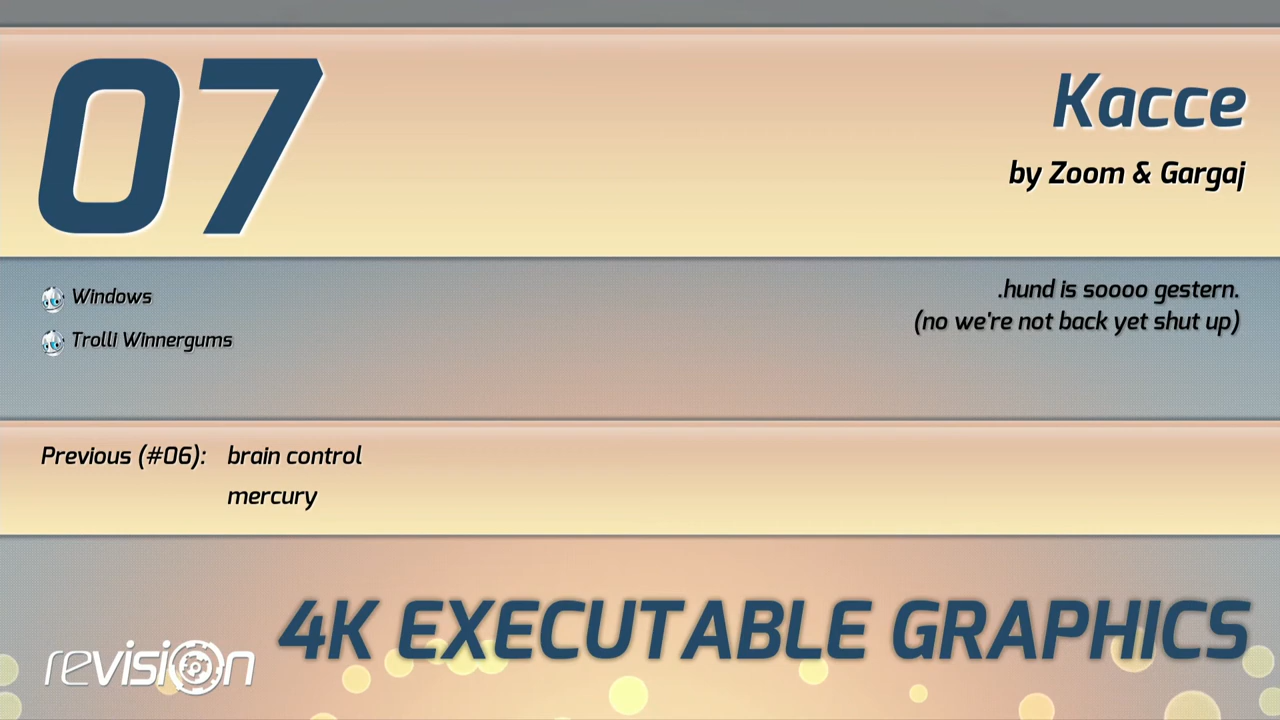 07
Kacce
by Zoom & Gargaj
Windows
Trolli WInnergums
.hund is soooo gestern.
(no we're not back yet shut up)
Previous (#06): brain control
mercury
4K EXECUTABLE GRAPHICS
revision